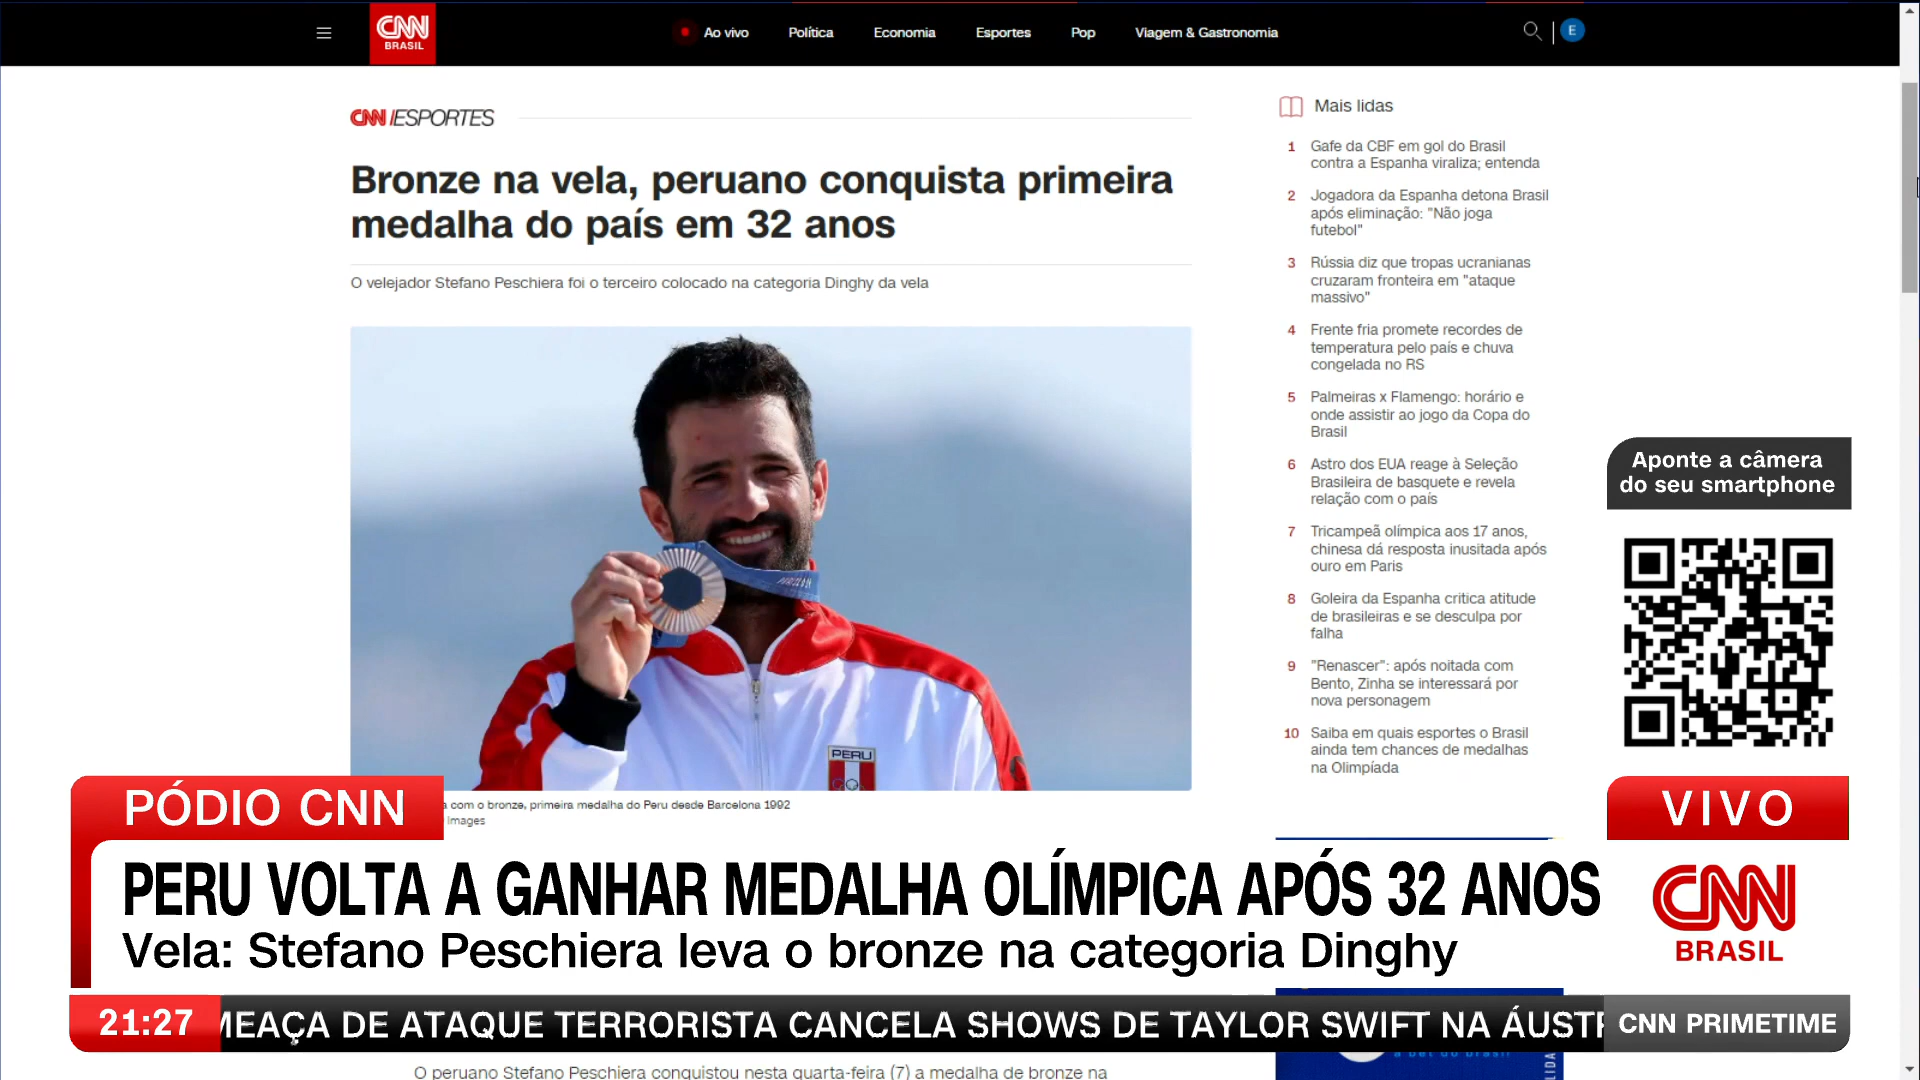 CNN
BRASIL
Ao vivo
Política
Economia
Esportes
Pop
Viagem & Gastronomia
E
CNN/ESPORTES
Bronze na vela, peruano conquista primeira
medalha do país em 32 anos
O velejador Stefano Peschiera foi o terceiro colocado na categoria Dinghy da vela
PERU
com o bronze, primeira medalha do Peru desde Barcelona 1992
Images
Mais lidas
1 Gafe da CBF em gol do Brasil
contra a Espanha viraliza; entenda
2 Jogadora da Espanha detona Brasil
após eliminação: "Não joga
futebol"
3 Rússia diz que tropas ucranianas
cruzaram fronteira em "ataque
massivo"
4 Frente fria promete recordes de
temperatura pelo país e chuva
congelada no RS
5 Palmeiras x Flamengo: horário e
onde assistir ao jogo da Copa do
Brasil
6 Astro dos EUA reage à Seleção
Brasileira de basquete e revela
relação com o país
7 Tricampeã olímpica aos 17 anos,
chinesa dá resposta inusitada após
ouro em Paris
8 Goleira da Espanha critica atitude
de brasileiras e se desculpa por
falha
9 "Renascer": após noitada com
Bento, Zinha se interessará por
nova personagem
10 Saiba em quais esportes o Brasil
ainda tem chances de medalhas
na Olimpíada
Aponte a câmera
do seu smartphone
PÓDIO CNN
VIVO
PERU VOLTA A GANHAR MEDALHA OLÍMPICA APÓS 32 ANOS
Vela: Stefano Peschiera leva o bronze na categoria Dinghy
CNN
BRASIL
21:27
MEAÇA DE ATAQUE TERRORISTA CANCELA SHOWS DE TAYLOR SWIFT NA ÁUST
CNN PRIMETIME
a bet do brasil
O peruano Stefano Peschiera conquistou nesta quarta-feira (7) a medalha de bronze na